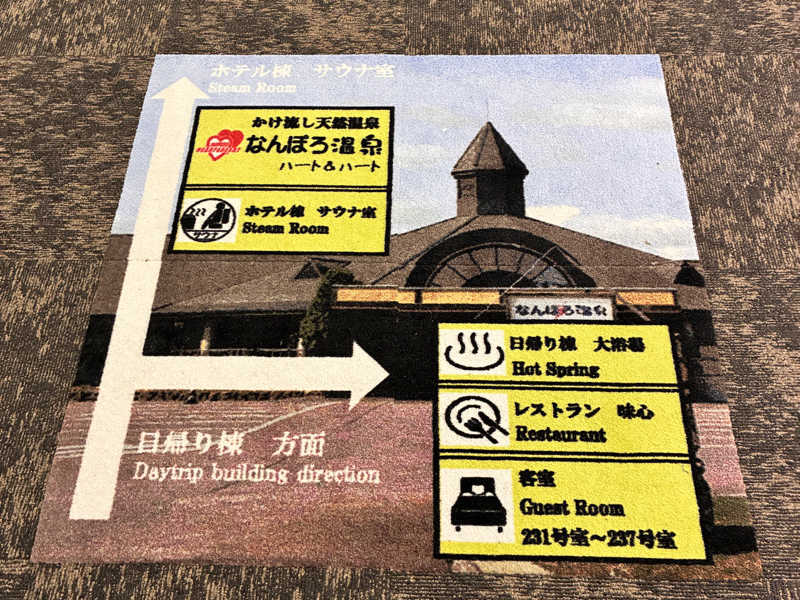 ホテル棟 サウナ室
Steam Room
かけ流し天然温泉
なんぽろ温泉
ハート&ハート
サウナ
ホテル棟 サウナ室
Steam Room
なんぽろ温泉
日帰り棟 大浴場
Hot Spring
レストラン 味心
Restaurant
客室
Guest Room
231号室～237号室
日帰り棟 方面
Daytrip building direction